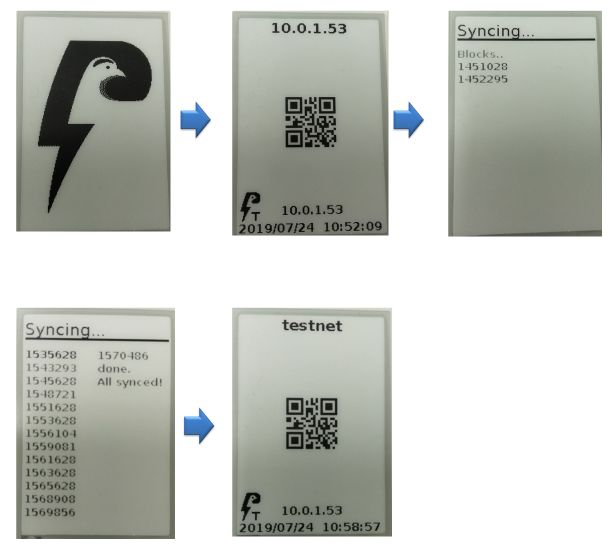 10.0.1.53
T 10.0.1.53
2019/07/24 10:52:09
Syncing...
Blocks..
1451028
1452295
Syncing...
1535628 1570486
1543293 done.
1545628 All synced!
1548721
1551628
1553628
1556104
1559081
1561628
1563628
1565628
1568908
1569856
testnet
T 10.0.1.53
2019/07/24 10:58:57